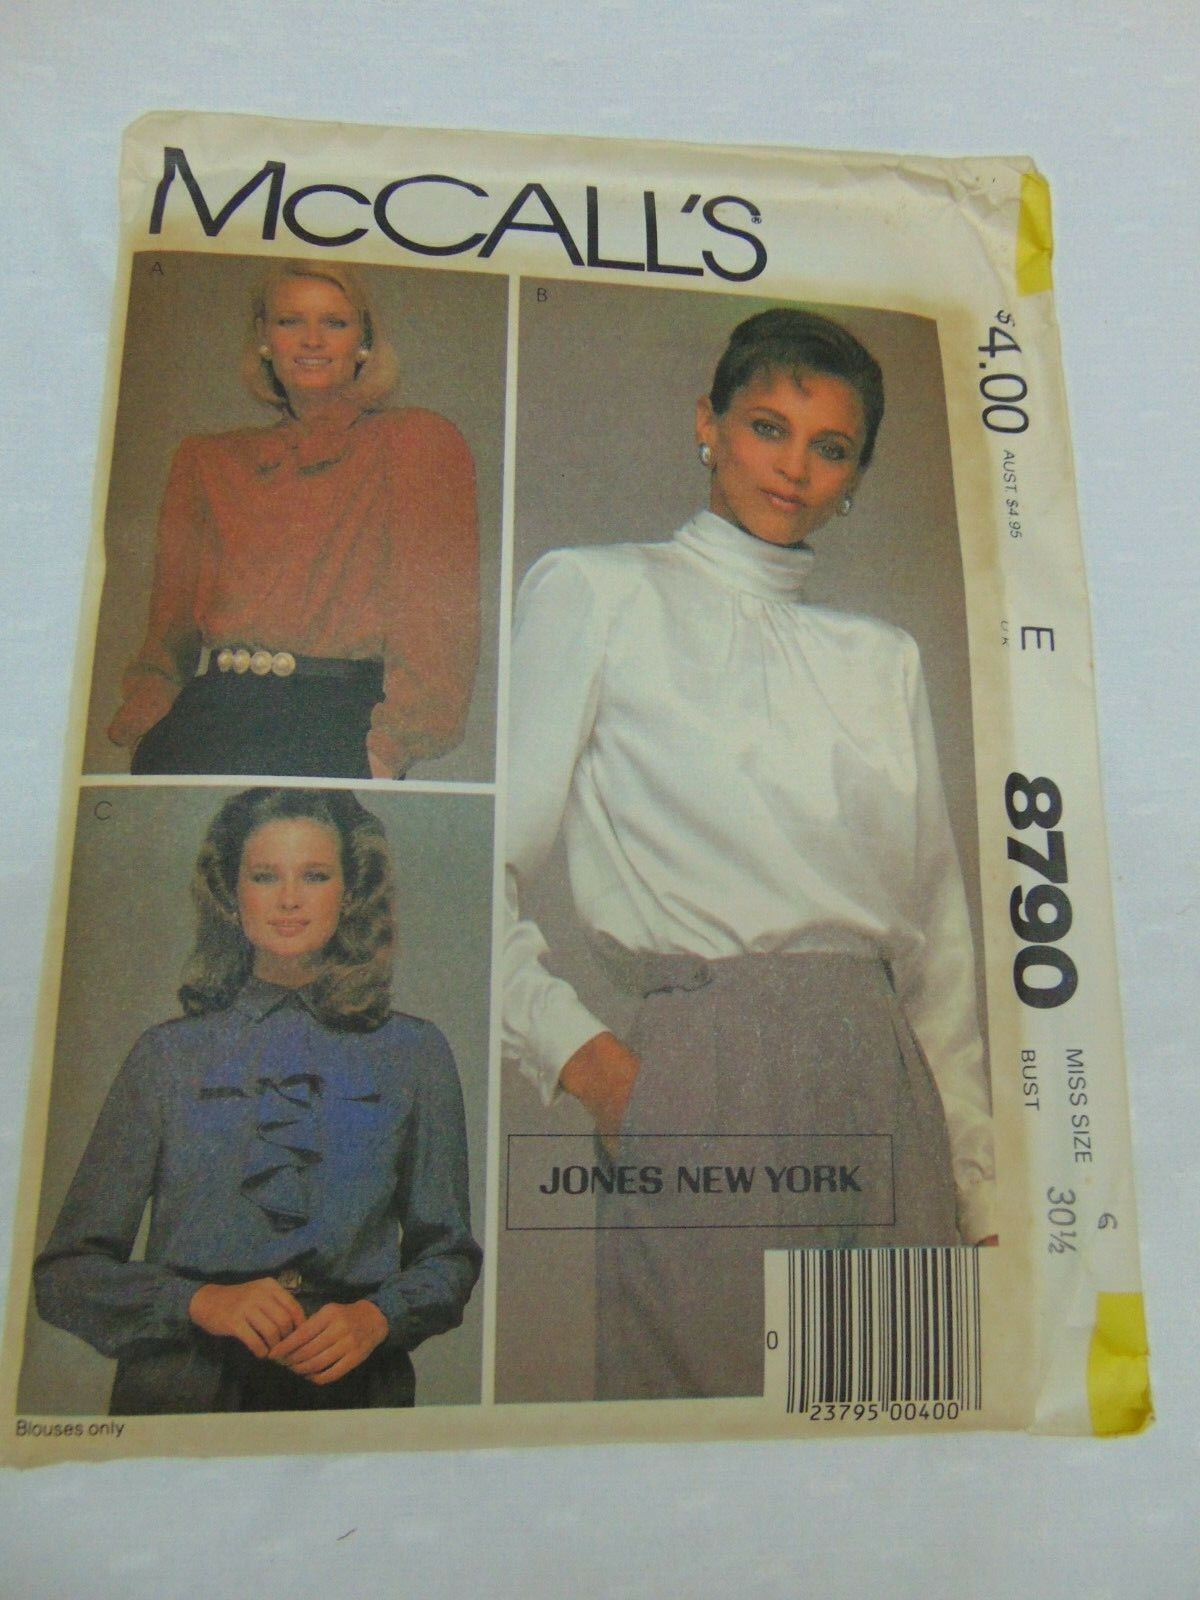 McCALL'S®
A
B
C
$4.00
AUST. $4.95
E
UK
8790
MISS SIZE 6
BUST 30½
JONES NEW YORK
0
23795 00400
Blouses only